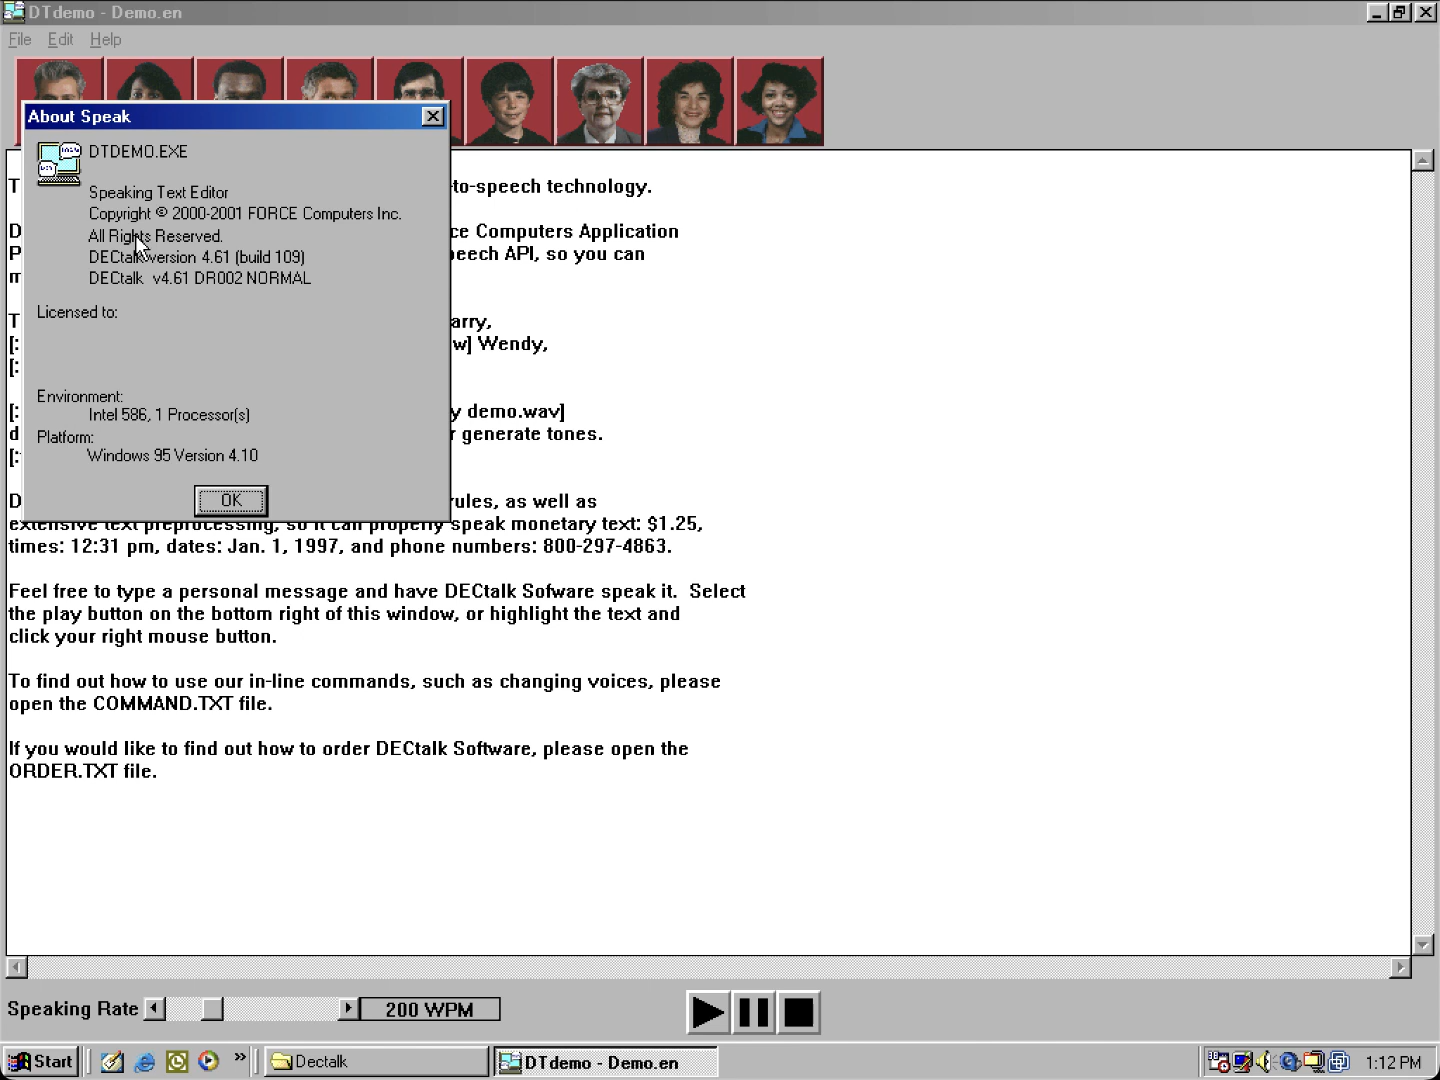 DTdemo - Demo.en
File Edit Help
About Speak
DTDEMO.EXE
Speaking Text Editor
Copyright © 2000-2001 FORCE Computers Inc.
All Rights Reserved.
DECtalk version 4.61 (build 109)
DECtalk v4.61 DR002 NORMAL
Licensed to:
Environment:
Intel 586, 1 Processor(s)
Platform:
Windows 95 Version 4.10
OK
T
-to-speech technology.
D
ce Computers Application
P
peech API, so you can
m
T
arry,
[:
w] Wendy,
[:
[:
y demo.wav]
d
r generate tones.
[:
D
rules, as well as
extensive text preprocessing, so it can properly speak monetary text: $1.25,
times: 12:31 pm, dates: Jan. 1, 1997, and phone numbers: 800-297-4863.
Feel free to type a personal message and have DECtalk Sofware speak it.  Select
the play button on the bottom right of this window, or highlight the text and
click your right mouse button.
To find out how to use our in-line commands, such as changing voices, please
open the COMMAND.TXT file.
If you would like to find out how to order DECtalk Software, please open the
ORDER.TXT file.
Speaking Rate 200 WPM
Start » Dectalk DTdemo - Demo.en 1:12 PM